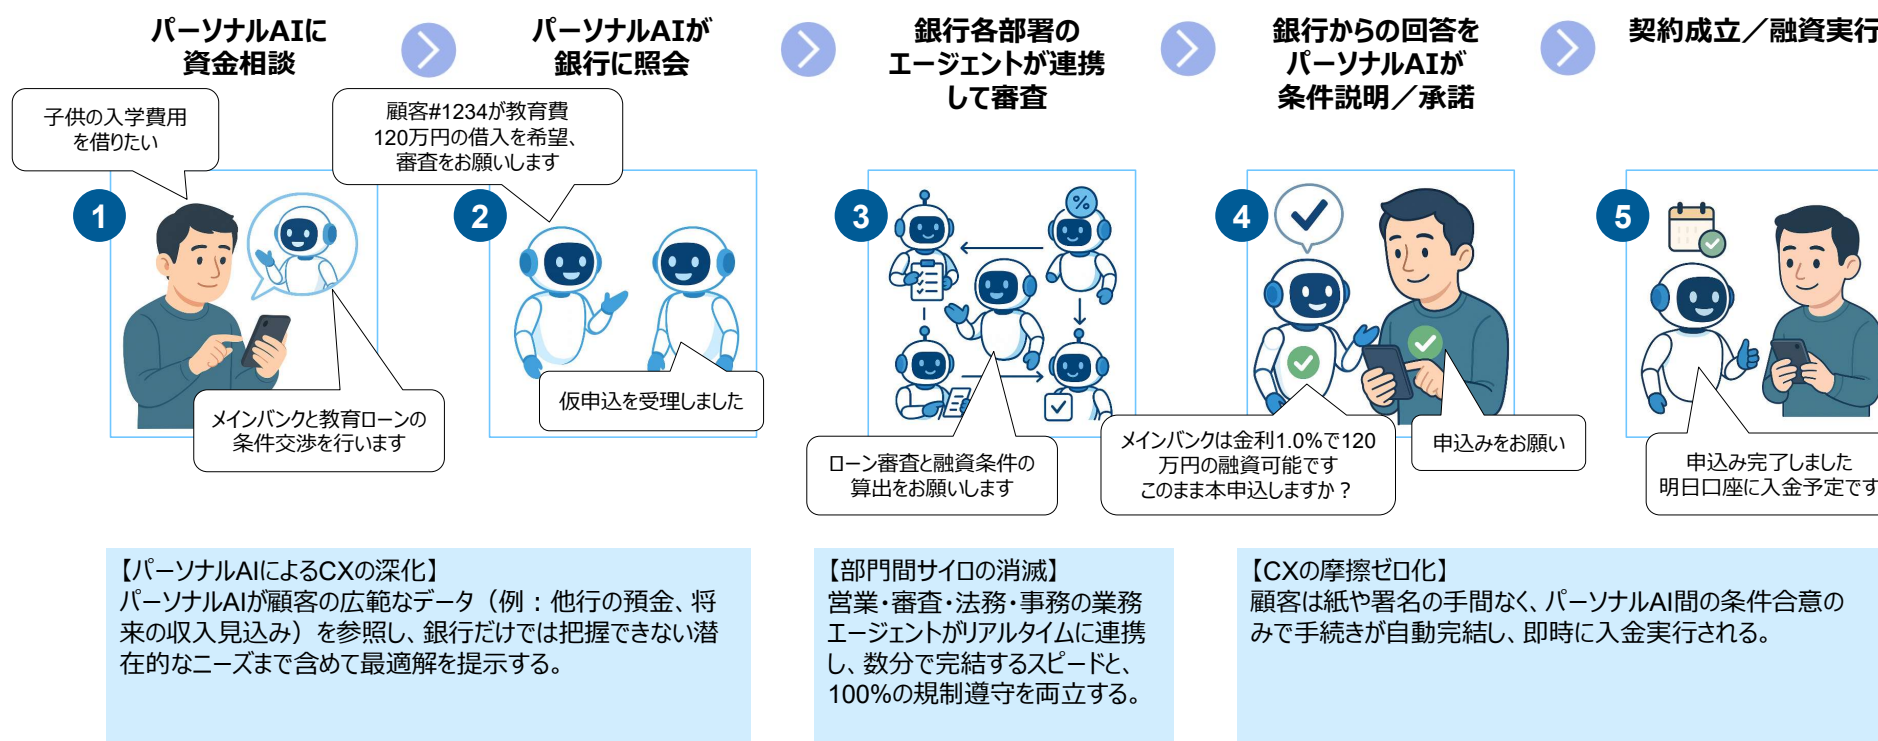 パーソナルAIに
資金相談
パーソナルAIが
銀行に照会
銀行各部署の
エージェントが連携
して審査
銀行からの回答を
パーソナルAIが
条件説明／承諾
契約成立／融資実行
子供の入学費用
を借りたい
1
メインバンクと教育ローンの
条件交渉を行います
顧客#1234が教育費
120万円の借入を希望、
審査をお願いします
2
仮申込を受理しました
3
%
ローン審査と融資条件の
算出をお願いします
4
メインバンクは金利1.0%で120
万円の融資可能です
このまま本申込しますか？
申込みをお願い
5
申込み完了しました
明日口座に入金予定です
【パーソナルAIによるCXの深化】
パーソナルAIが顧客の広範なデータ（例：他行の預金、将
来の収入見込み）を参照し、銀行だけでは把握できない潜
在的なニーズまで含めて最適解を提示する。
【部門間サイロの消滅】
営業・審査・法務・事務の業務
エージェントがリアルタイムに連携
し、数分で完結するスピードと、
100%の規制遵守を両立する。
【CXの摩擦ゼロ化】
顧客は紙や署名の手間なく、パーソナルAI間の条件合意の
みで手続きが自動完結し、即時に入金実行される。